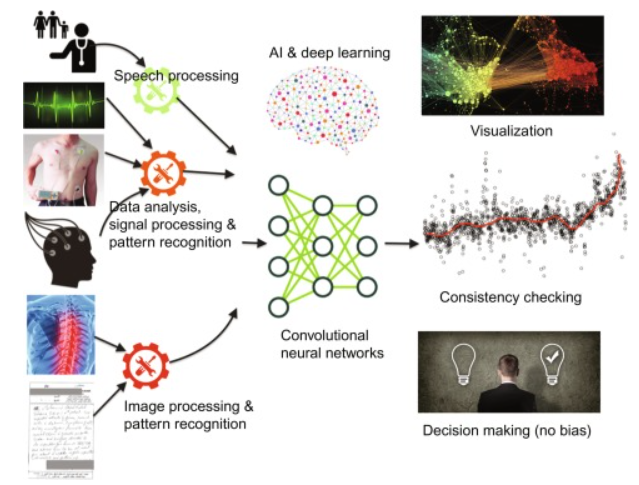 Speech processing
AI & deep learning
Visualization
Data analysis,
signal processing &
pattern recognition
Consistency checking
Convolutional
neural networks
Image processing &
pattern recognition
Decision making (no bias)